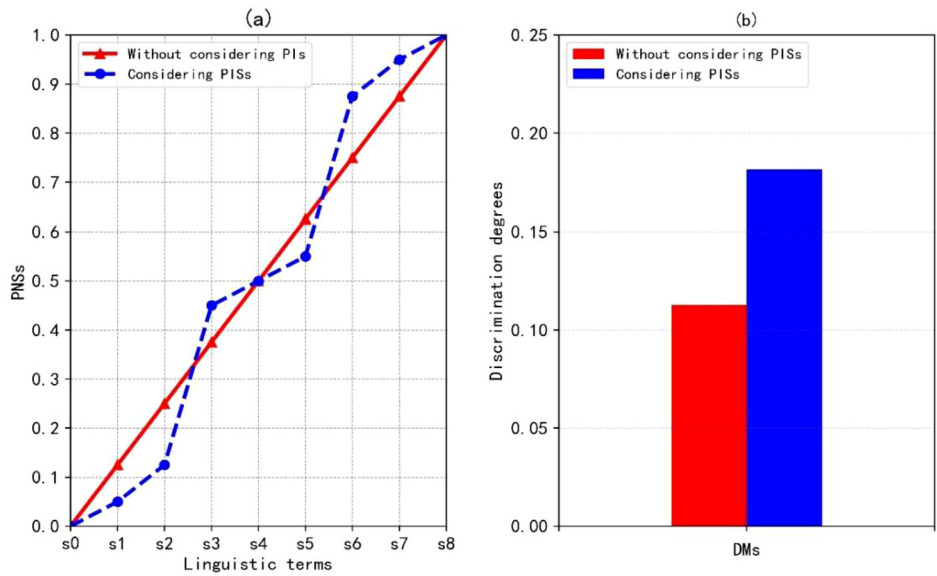 (a)
Without considering PIs
Considering PISs
1.0
0.9
0.8
0.7
0.6
0.5
0.4
0.3
0.2
0.1
0.0
PNSs
s0 s1 s2 s3 s4 s5 s6 s7 s8
Linguistic terms
(b)
Without considering PISs
Considering PISs
0.25
0.20
0.15
0.10
0.05
0.00
Discrimination degrees
DMs